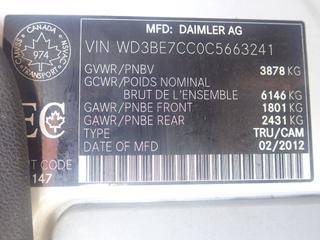 MFD: DAIMLER AG
CANADA
974
TRANSPORT
VIN WD3BE7CC0C5663241
GVWR/PNBV 3878 KG
GCWR/POIDS NOMINAL
BRUT DE L'ENSEMBLE 6146 KG
GAWR/PNBE FRONT 1801 KG
GAWR/PNBE REAR 2431 KG
TYPE TRU/CAM
DATE OF MFD 02/2012
EC
NT CODE
147